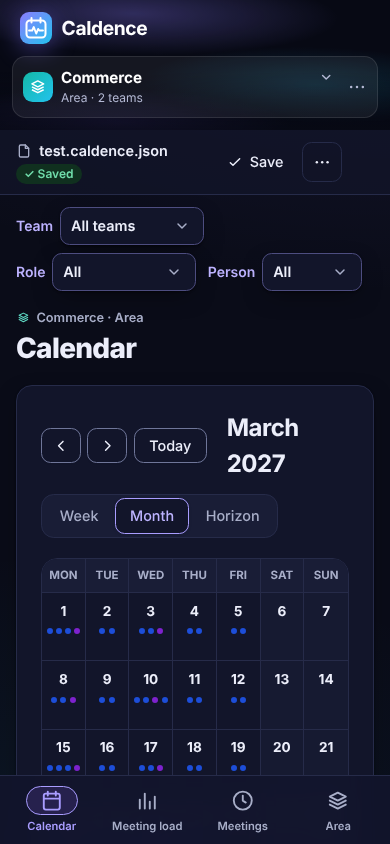 Caldence
Commerce
Area · 2 teams
test.caldence.json
Save
Saved
Team
All teams
Role
All
Person
All
Commerce · Area
Calendar
Today
March
2027
Week
Month
Horizon
MON TUE WED THU FRI SAT SUN
1 2 3 4 5 6 7
8 9 10 11 12 13 14
15 16 17 18 19 20 21
Calendar
Meeting load
Meetings
Area